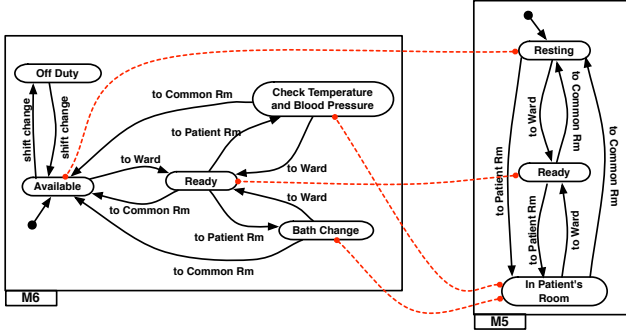 Off Duty
shift change
shift change
Available
to Common Rm
Check Temperature
and Blood Pressure
to Patient Rm
to Ward
to Ward
Ready
to Ward
to Common Rm
to Patient Rm
Bath Change
to Common Rm
M6
Resting
to Common Rm
to Ward
to Patient Rm
to Common Rm
Ready
to Patient Rm
to Ward
In Patient's
Room
M5